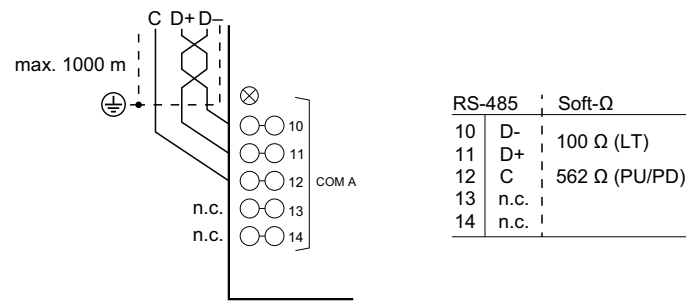 C D+ D-
max. 1000 m
10
11
12 COM A
n.c. 13
n.c. 14
RS-485 Soft-Ω
10 D-
11 D+ 100 Ω (LT)
12 C 562 Ω (PU/PD)
13 n.c.
14 n.c.